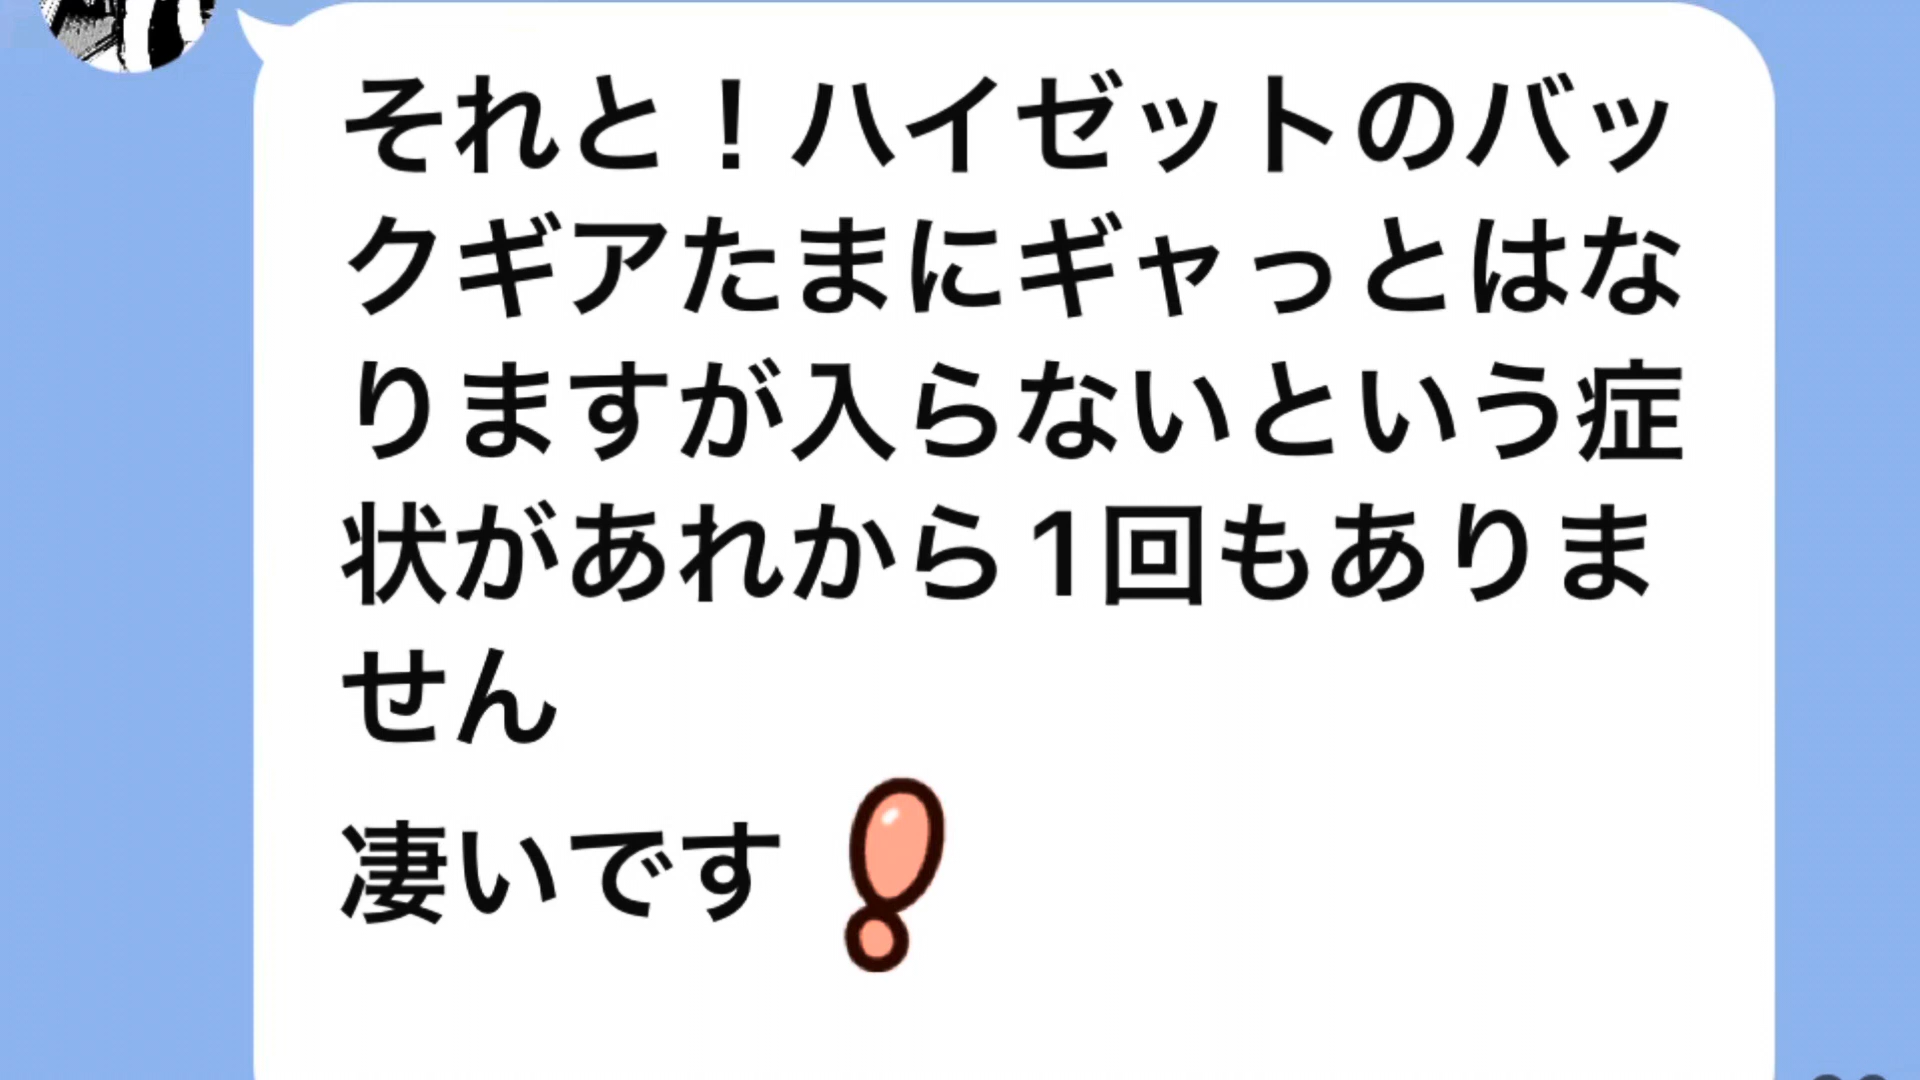 それと！ハイゼットのバッ
クギアたまにギャっとはな
りますが入らないという症
状があれから1回もありま
せん
凄いです❗